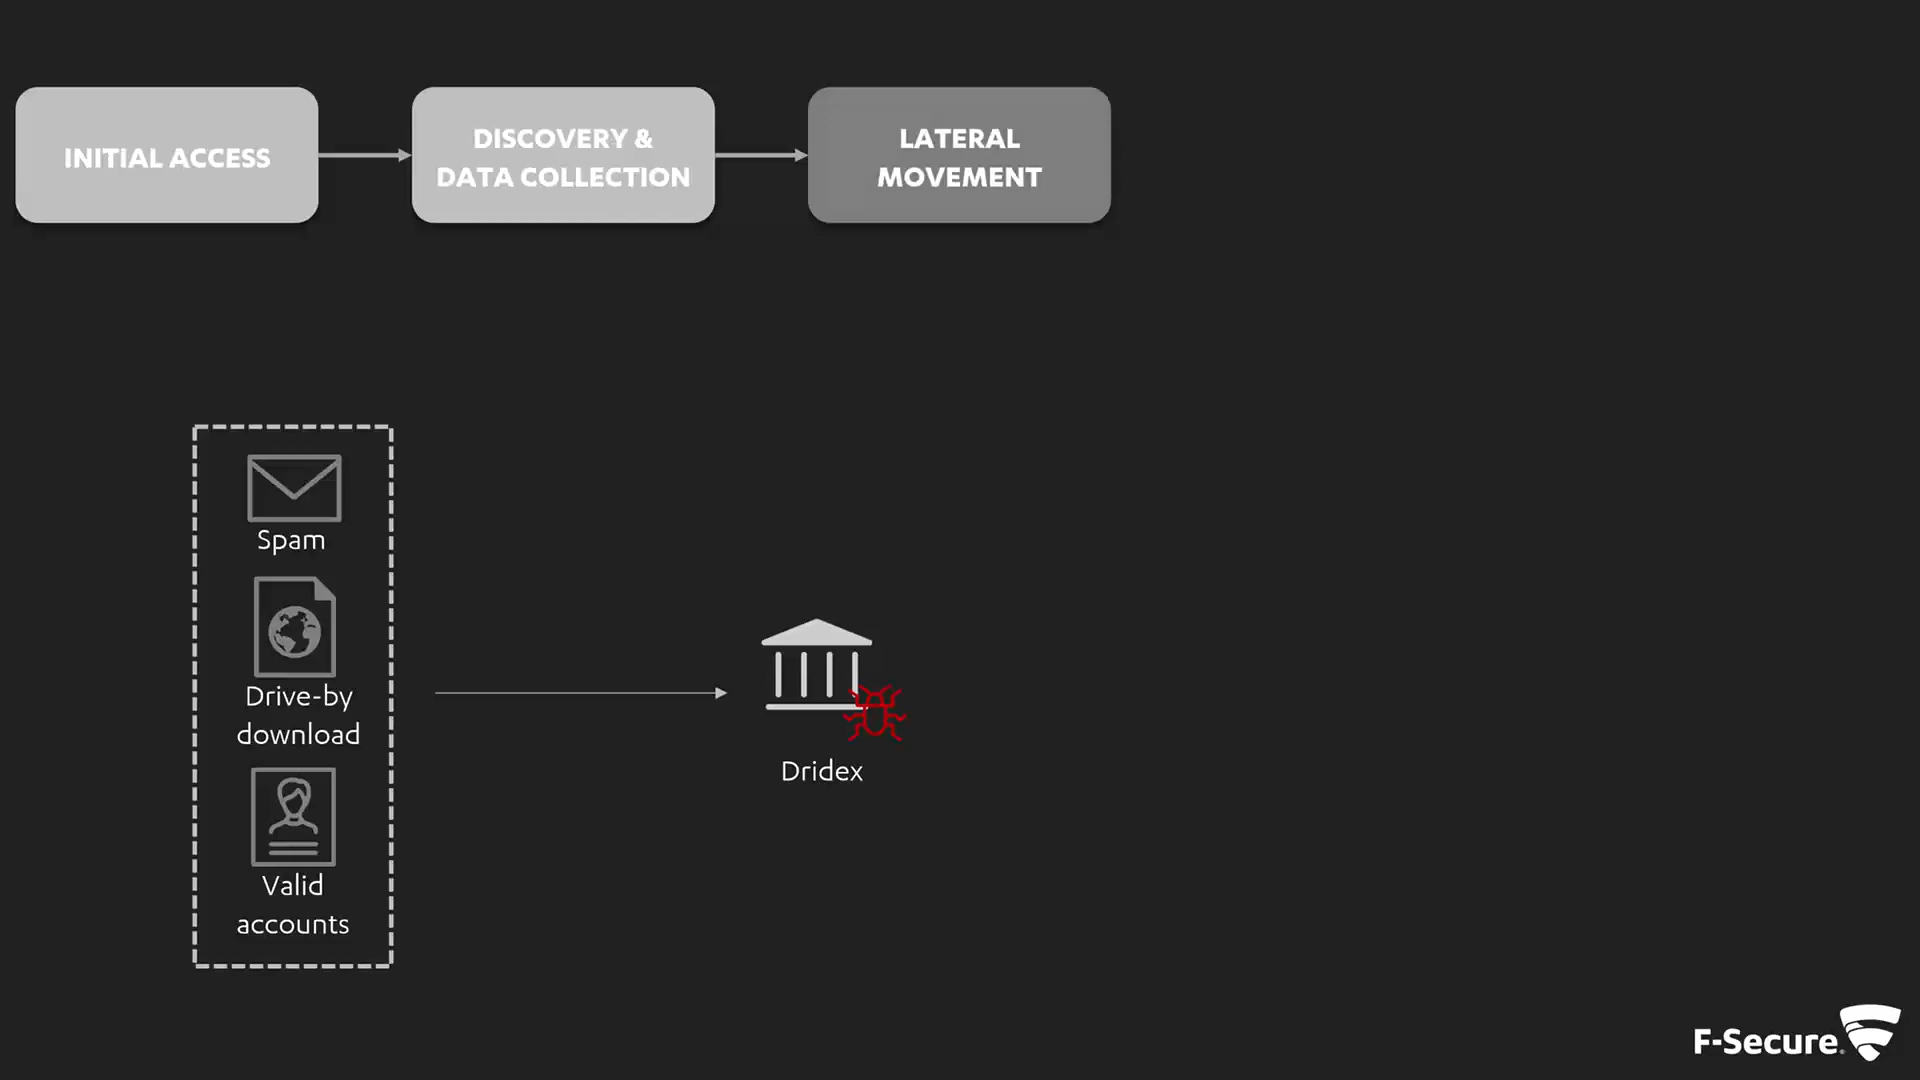 INITIAL ACCESS
DISCOVERY &
DATA COLLECTION
LATERAL
MOVEMENT
Spam
Drive-by
download
Valid
accounts
Dridex
F-Secure.